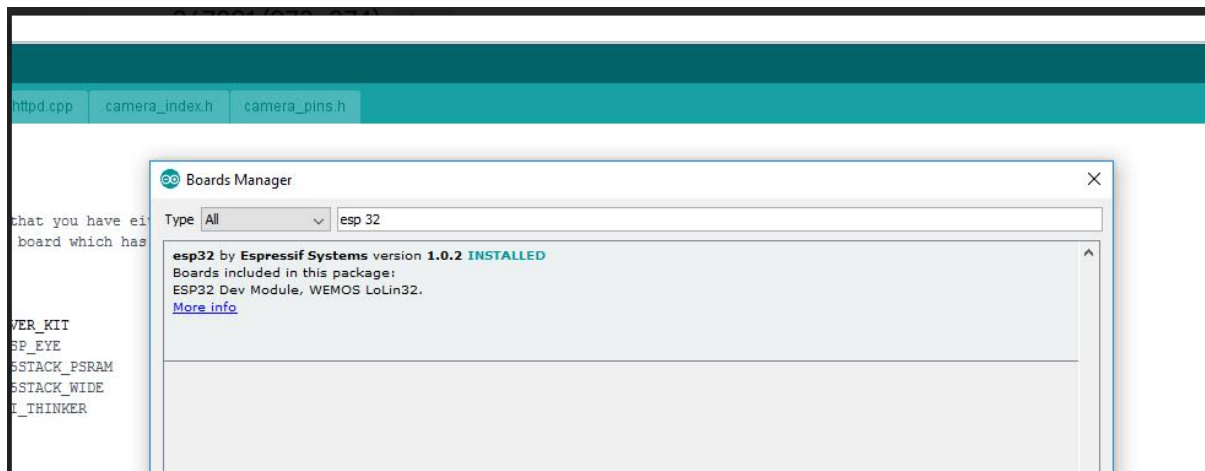 httpd.cpp camera_index.h camera_pins.h
Boards Manager
that you have ei
Type All esp 32
board which has
esp32 by Espressif Systems version 1.0.2 INSTALLED
Boards included in this package:
ESP32 Dev Module, WEMOS LoLin32.
More info
VER_KIT
SP_EYE
5STACK_PSRAM
5STACK_WIDE
I_THINKER